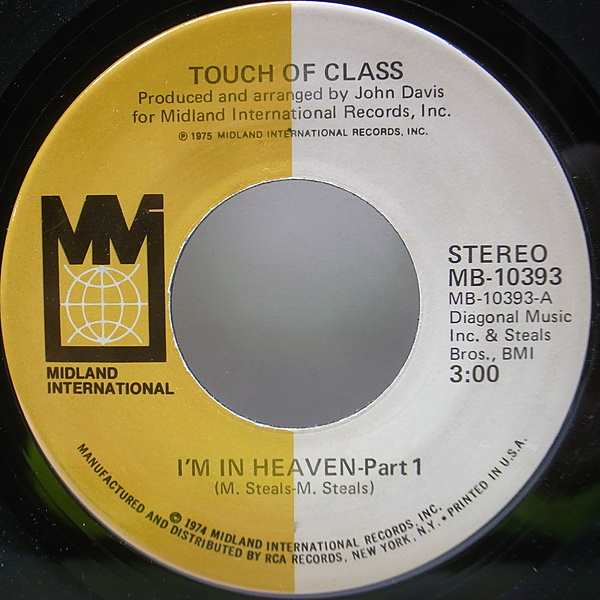 TOUCH OF CLASS
Produced and arranged by John Davis
for Midland International Records, Inc.
℗ 1975 MIDLAND INTERNATIONAL RECORDS, INC.
MM
MIDLAND
INTERNATIONAL
STEREO
MB-10393
MB-10393-A
Diagonal Music
Inc. & Steals
Bros., BMI
3:00
I'M IN HEAVEN-Part 1
(M. Steals-M. Steals)
© 1974 MIDLAND INTERNATIONAL RECORDS, INC.
MANUFACTURED AND DISTRIBUTED BY RCA RECORDS, NEW YORK, N.Y. • PRINTED IN U.S.A.